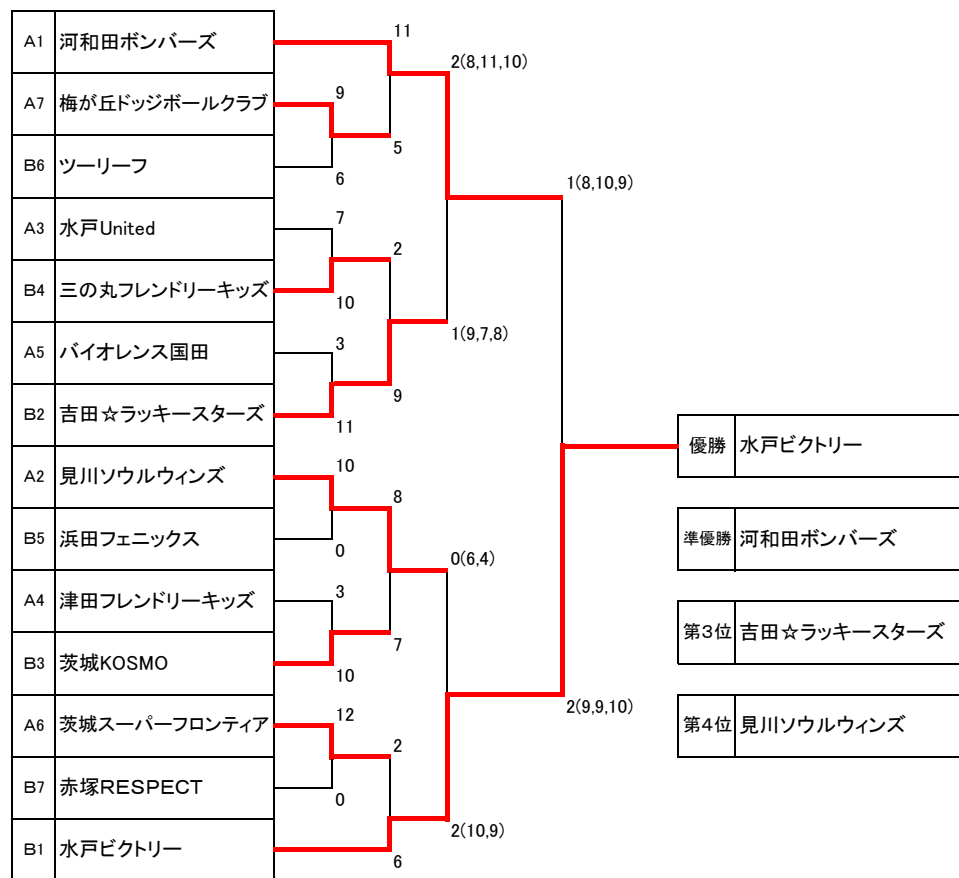 A1 河和田ボンバーズ
11
2(8,11,10)
A7 梅が丘ドッジボールクラブ
9
5
B6 ツーリーフ
6
1(8,10,9)
A3 水戸United
7
2
B4 三の丸フレンドリーキッズ
10
1(9,7,8)
A5 バイオレンス国田
3
9
B2 吉田☆ラッキースターズ
11
優勝 水戸ビクトリー
A2 見川ソウルウィンズ
10
8
B5 浜田フェニックス
0
0(6,4)
準優勝 河和田ボンバーズ
A4 津田フレンドリーキッズ
3
7
第3位 吉田☆ラッキースターズ
B3 茨城KOSMO
10
2(9,9,10)
A6 茨城スーパーフロンティア
12
2
第4位 見川ソウルウィンズ
B7 赤塚RESPECT
0
2(10,9)
B1 水戸ビクトリー
6